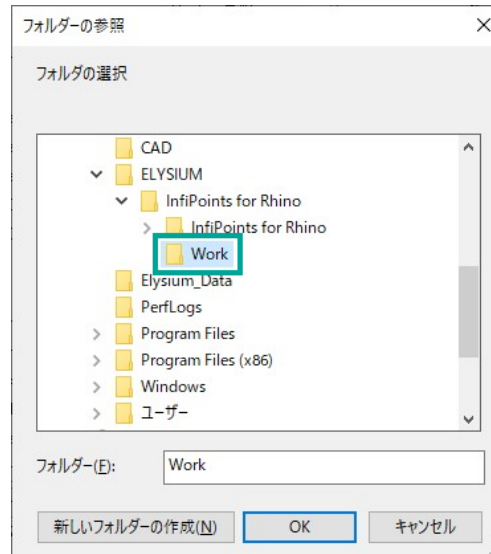 フォルダーの参照
フォルダの選択
CAD
ELYSIUM
InfiPoints for Rhino
InfiPoints for Rhino
Work
Elysium_Data
PerfLogs
Program Files
Program Files (x86)
Windows
ユーザー
フォルダー(F): Work
新しいフォルダーの作成(N) OK キャンセル